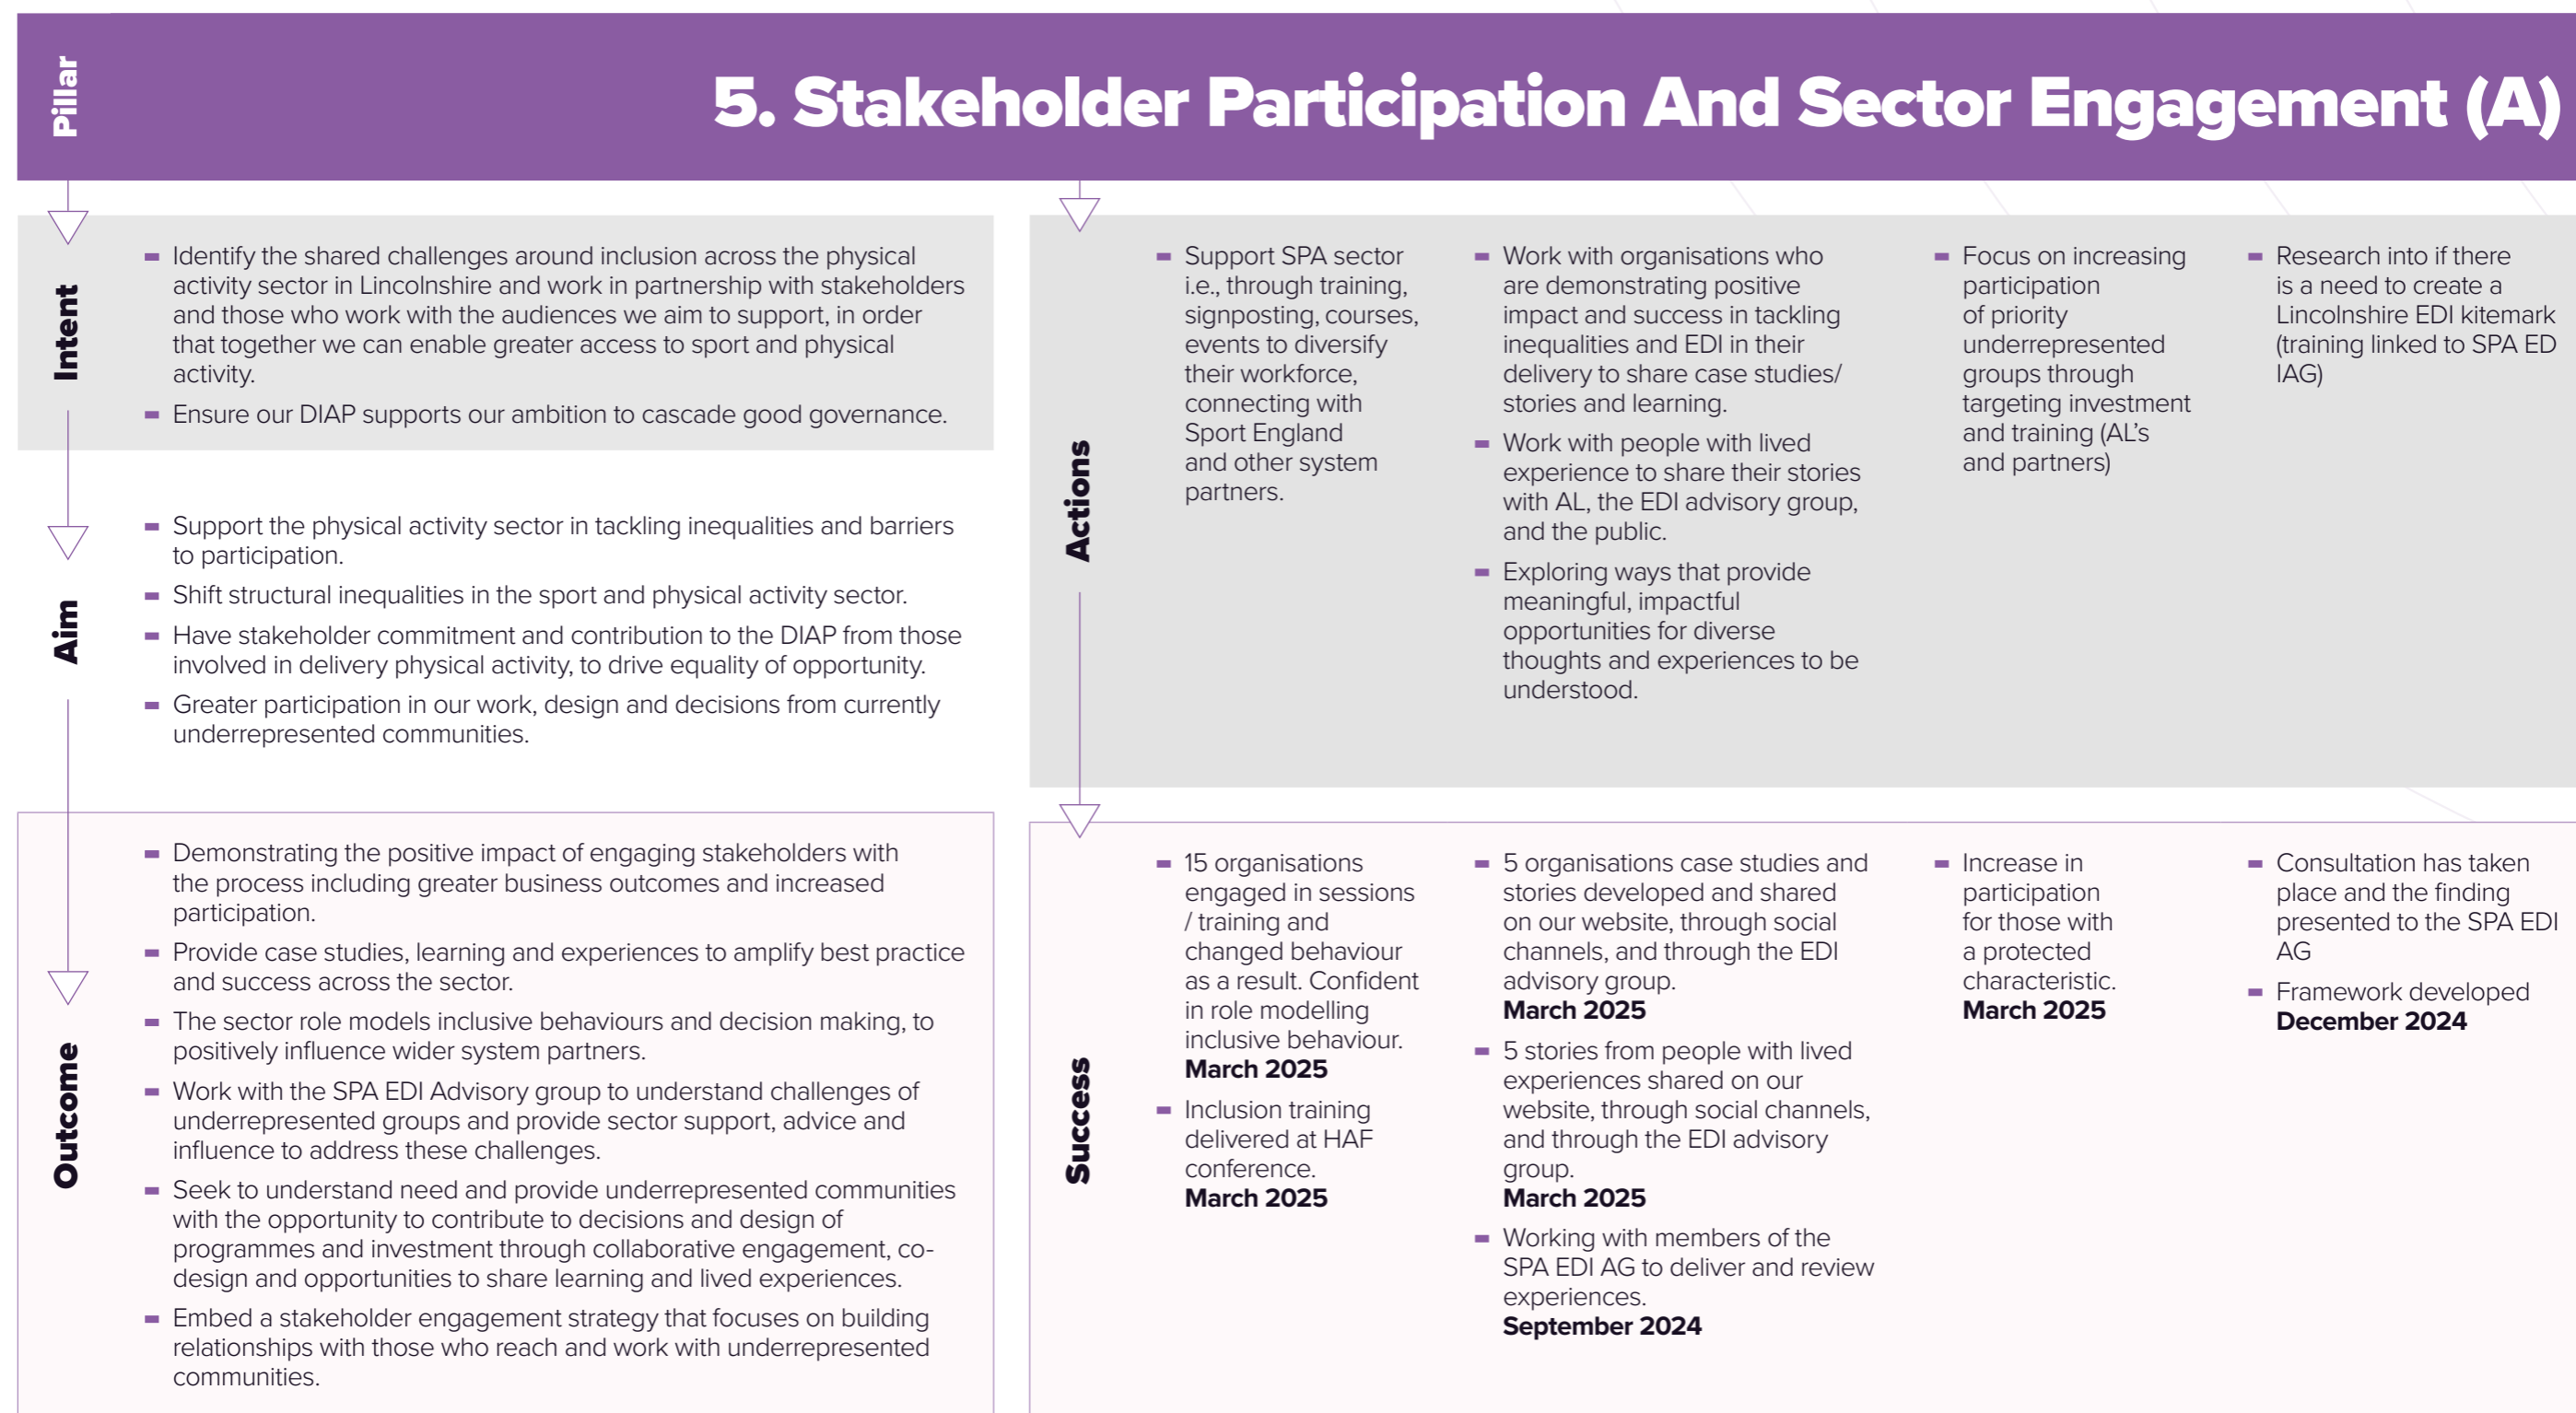 Pillar
5. Stakeholder Participation And Sector Engagement (A)
Intent
Identify the shared challenges around inclusion across the physical
activity sector in Lincolnshire and work in partnership with stakeholders
and those who work with the audiences we aim to support, in order
that together we can enable greater access to sport and physical
activity.
Ensure our DIAP supports our ambition to cascade good governance.
Aim
Support the physical activity sector in tackling inequalities and barriers
to participation.
Shift structural inequalities in the sport and physical activity sector.
Have stakeholder commitment and contribution to the DIAP from those
involved in delivery physical activity, to drive equality of opportunity.
Greater participation in our work, design and decisions from currently
underrepresented communities.
Outcome
Demonstrating the positive impact of engaging stakeholders with
the process including greater business outcomes and increased
participation.
Provide case studies, learning and experiences to amplify best practice
and success across the sector.
The sector role models inclusive behaviours and decision making, to
positively influence wider system partners.
Work with the SPA EDI Advisory group to understand challenges of
underrepresented groups and provide sector support, advice and
influence to address these challenges.
Seek to understand need and provide underrepresented communities
with the opportunity to contribute to decisions and design of
programmes and investment through collaborative engagement, co-
design and opportunities to share learning and lived experiences.
Embed a stakeholder engagement strategy that focuses on building
relationships with those who reach and work with underrepresented
communities.
Actions
Support SPA sector
i.e., through training,
signposting, courses,
events to diversify
their workforce,
connecting with
Sport England
and other system
partners.
Work with organisations who
are demonstrating positive
impact and success in tackling
inequalities and EDI in their
delivery to share case studies/
stories and learning.
Work with people with lived
experience to share their stories
with AL, the EDI advisory group,
and the public.
Exploring ways that provide
meaningful, impactful
opportunities for diverse
thoughts and experiences to be
understood.
Focus on increasing
participation
of priority
underrepresented
groups through
targeting investment
and training (AL's
and partners)
Research into if there
is a need to create a
Lincolnshire EDI kitemark
(training linked to SPA ED
IAG)
Success
15 organisations
engaged in sessions
/ training and
changed behaviour
as a result. Confident
in role modelling
inclusive behaviour.
March 2025
Inclusion training
delivered at HAF
conference.
March 2025
5 organisations case studies and
stories developed and shared
on our website, through social
channels, and through the EDI
advisory group.
March 2025
5 stories from people with lived
experiences shared on our
website, through social channels,
and through the EDI advisory
group.
March 2025
Working with members of the
SPA EDI AG to deliver and review
experiences.
September 2024
Increase in
participation
for those with
a protected
characteristic.
March 2025
Consultation has taken
place and the finding
presented to the SPA EDI
AG
Framework developed
December 2024